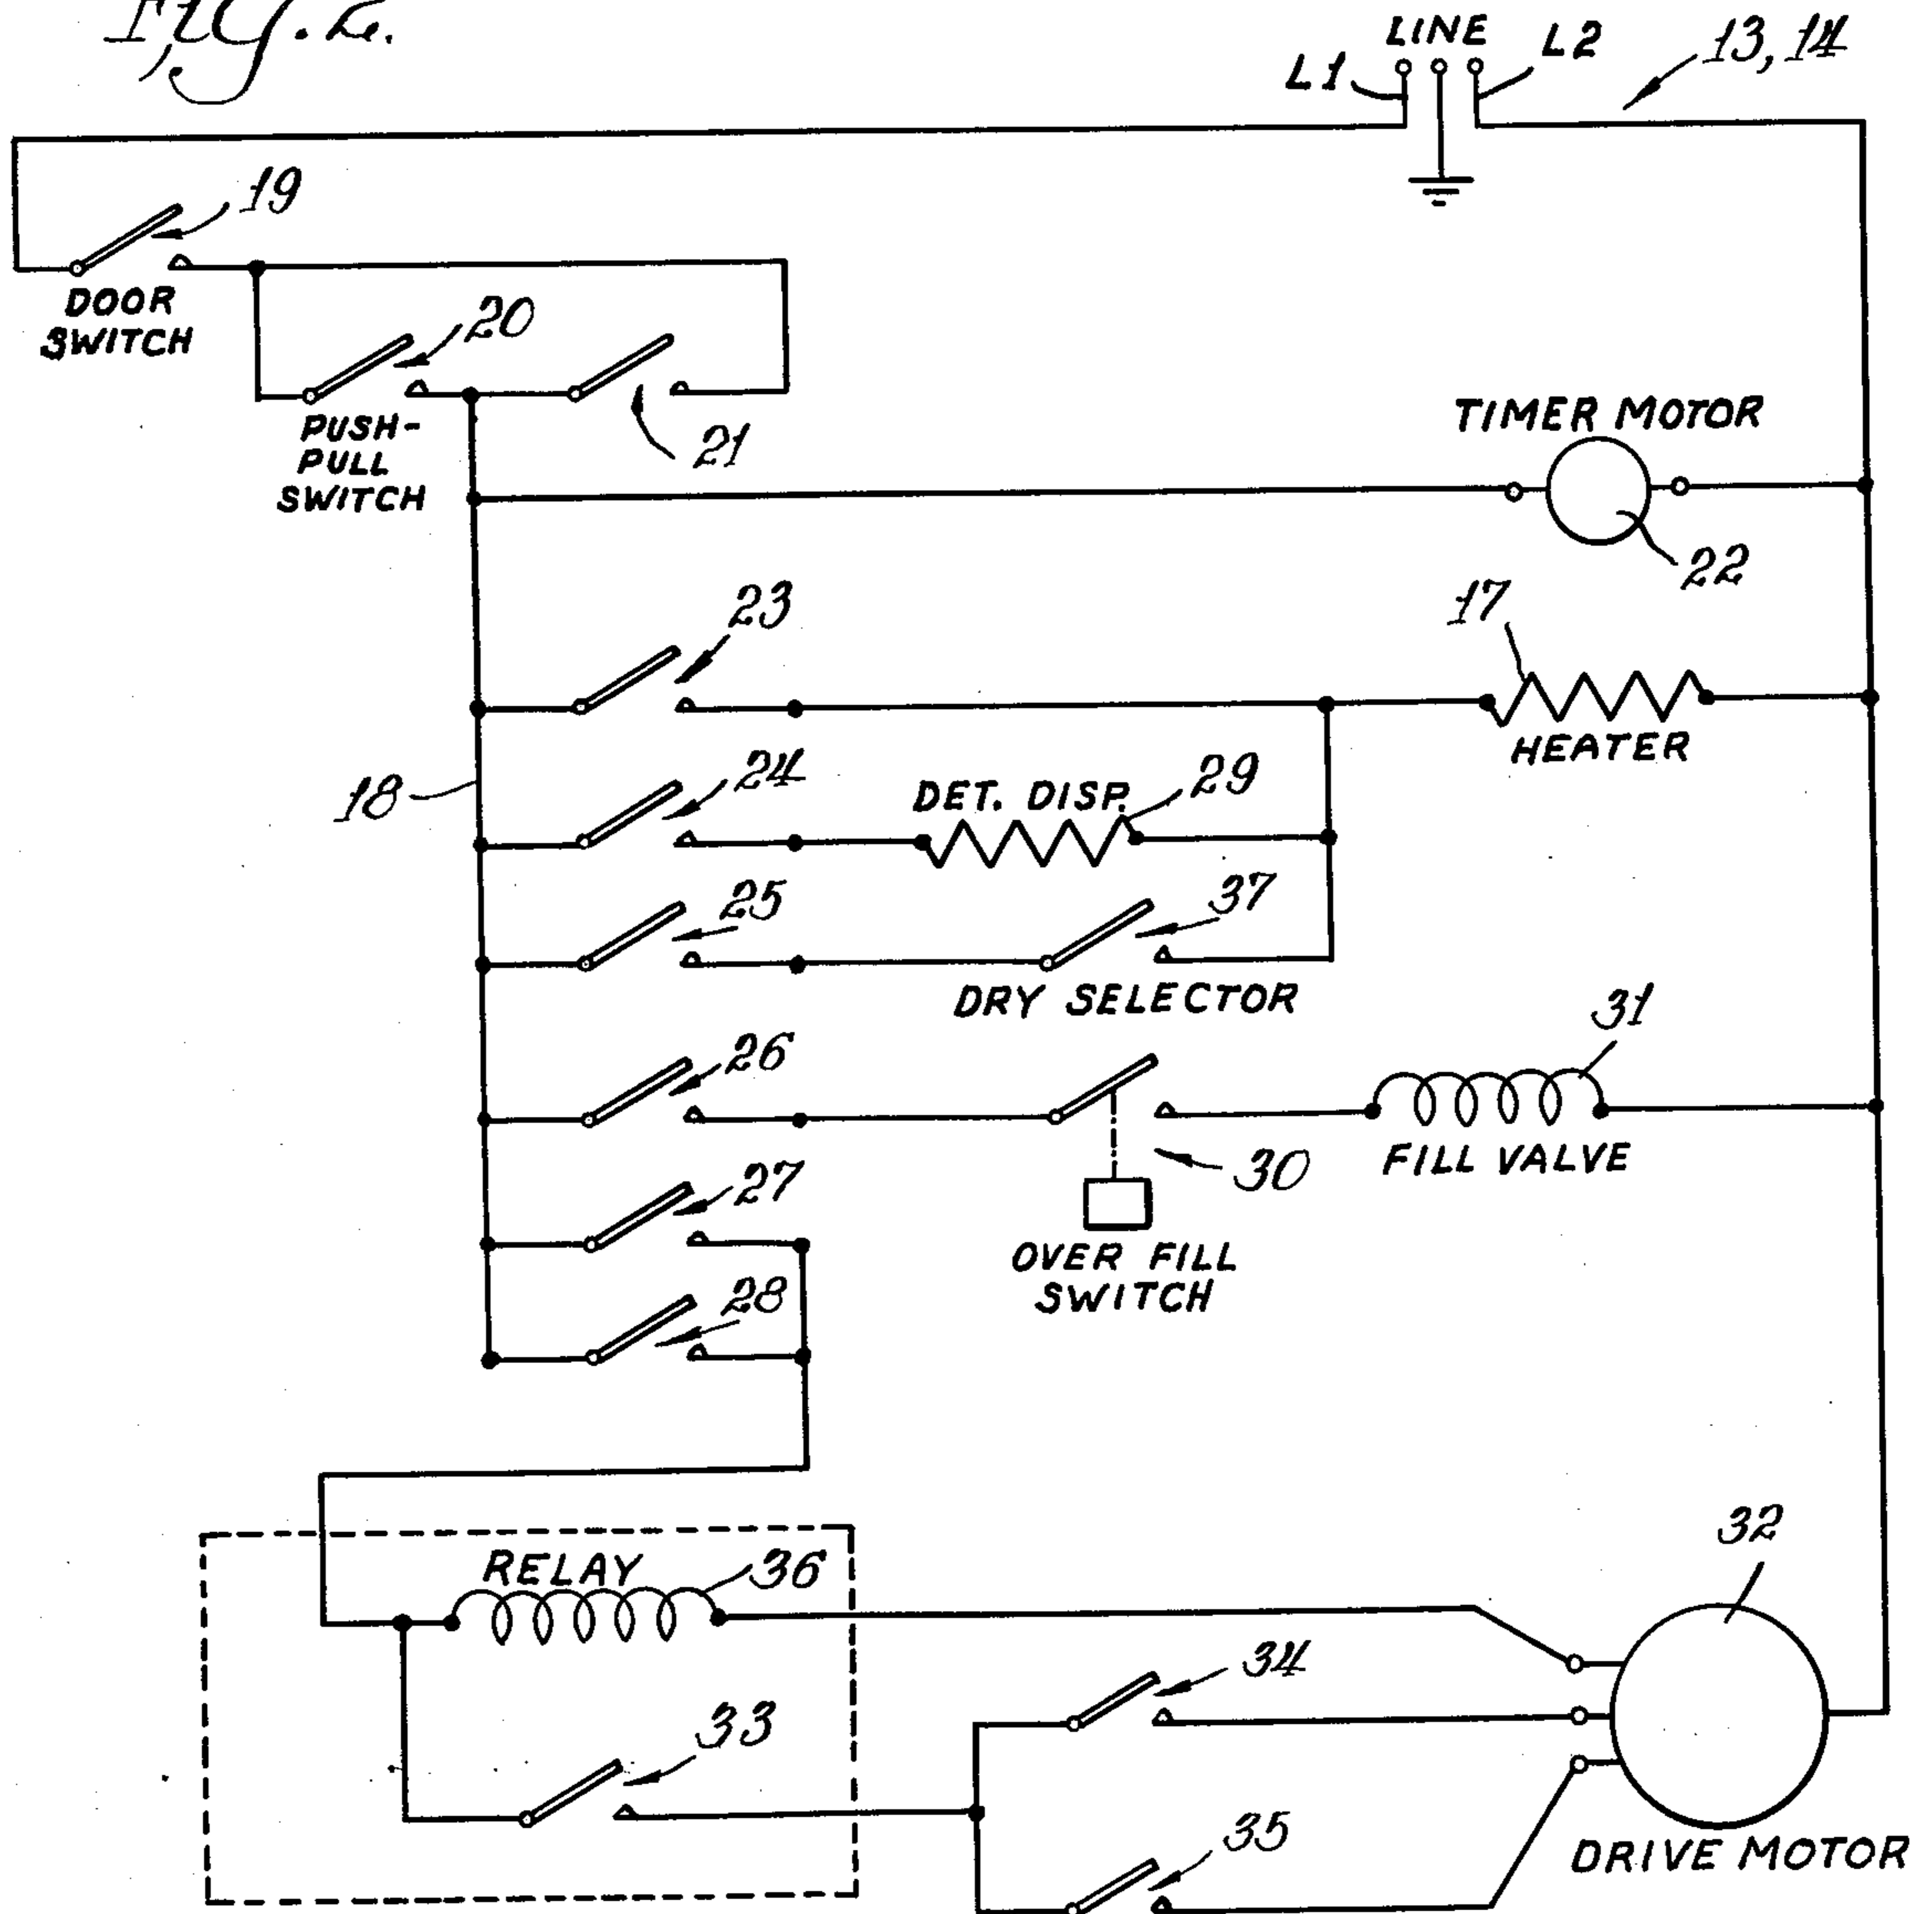 Fig. 2.
LINE
L1
L2
13, 14
19
DOOR
SWITCH
20
PUSH-
PULL
SWITCH
21
TIMER MOTOR
22
23
17
HEATER
18
24
DET. DISP.
29
25
37
DRY SELECTOR
26
31
30
FILL VALVE
27
OVER FILL
SWITCH
28
32
RELAY
36
34
33
35
DRIVE MOTOR